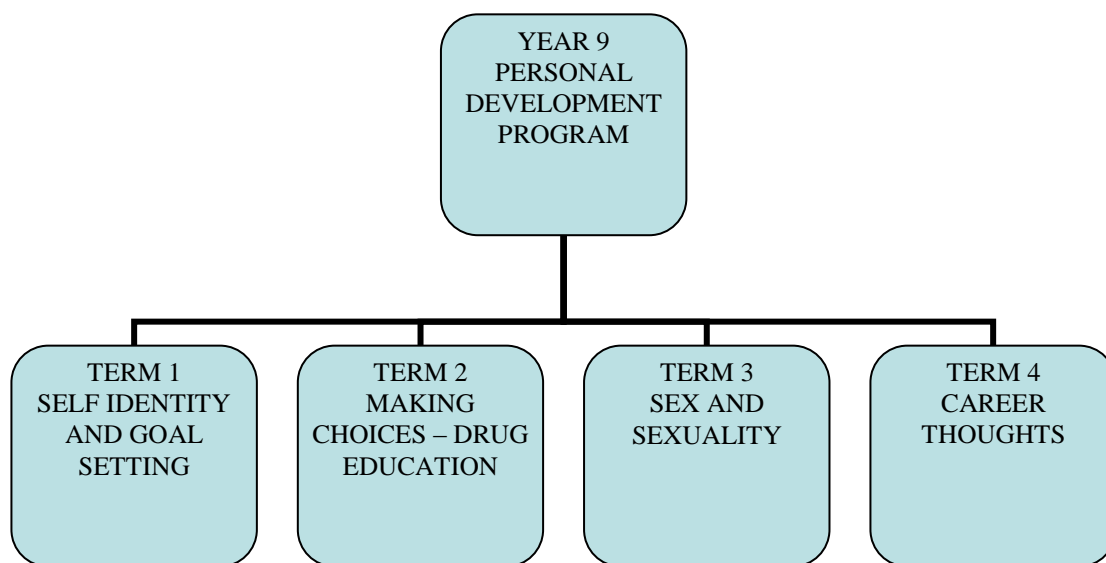 YEAR 9
PERSONAL
DEVELOPMENT
PROGRAM
TERM 1
SELF IDENTITY
AND GOAL
SETTING
TERM 2
MAKING
CHOICES – DRUG
EDUCATION
TERM 3
SEX AND
SEXUALITY
TERM 4
CAREER
THOUGHTS